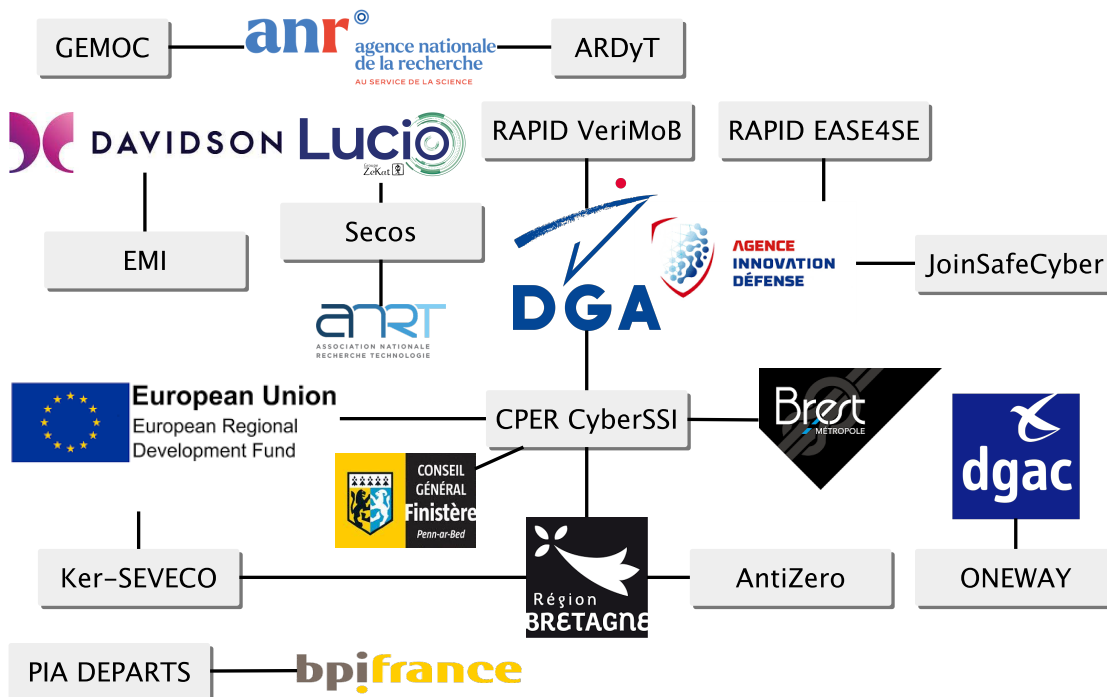 GEMOC
anr
agence nationale
de la recherche
AU SERVICE DE LA SCIENCE
ARDyT
DAVIDSON
Lucio
Groupe
ZeKat
RAPID VeriMoB
RAPID EASE4SE
EMI
Secos
DGA
AGENCE
INNOVATION
DÉFENSE
JoinSafeCyber
ANRT
ASSOCIATION NATIONALE
RECHERCHE TECHNOLOGIE
European Union
European Regional
Development Fund
CPER CyberSSI
Brest
MÉTROPOLE
dgac
CONSEIL
GÉNÉRAL
Finistère
Penn-ar-Bed
Ker-SEVECO
Région
BRETAGNE
AntiZero
ONEWAY
PIA DEPARTS
bpifrance